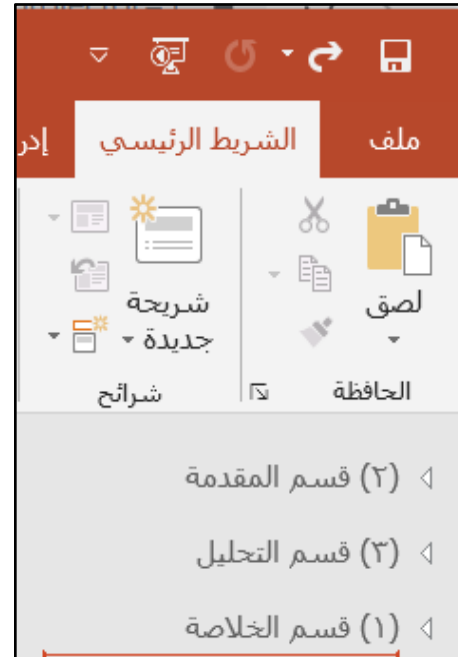 ملف الشريط الرئيسي إدر
لصق
شريحة
جديدة
الحافظة شرائح
(٢) قسم المقدمة
(٣) قسم التحليل
(١) قسم الخلاصة